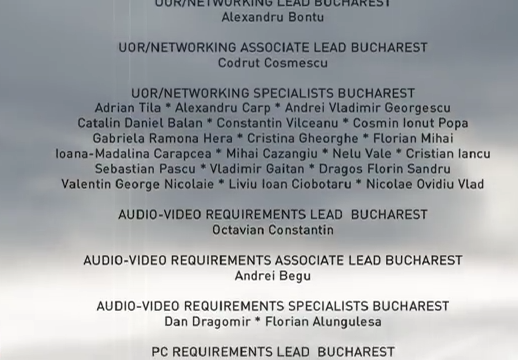 UOR/NETWORKING LEAD BUCHAREST
Alexandru Bontu
UOR/NETWORKING ASSOCIATE LEAD BUCHAREST
Codrut Cosmescu
UOR/NETWORKING SPECIALISTS BUCHAREST
Adrian Tila * Alexandru Carp * Andrei Vladimir Georgescu
Catalin Daniel Balan * Constantin Vilceanu * Cosmin Ionut Popa
Gabriela Ramona Hera * Cristina Gheorghe * Florian Mihai
Ioana-Madalina Carapcea * Mihai Cazangiu * Nelu Vale * Cristian Iancu
Sebastian Pascu * Vladimir Gaitan * Dragos Florin Sandru
Valentin George Nicolaie * Liviu Ioan Ciobotaru * Nicolae Ovidiu Vlad
AUDIO-VIDEO REQUIREMENTS LEAD BUCHAREST
Octavian Constantin
AUDIO-VIDEO REQUIREMENTS ASSOCIATE LEAD BUCHAREST
Andrei Begu
AUDIO-VIDEO REQUIREMENTS SPECIALISTS BUCHAREST
Dan Dragomir * Florian Alungulesa
PC REQUIREMENTS LEAD BUCHAREST